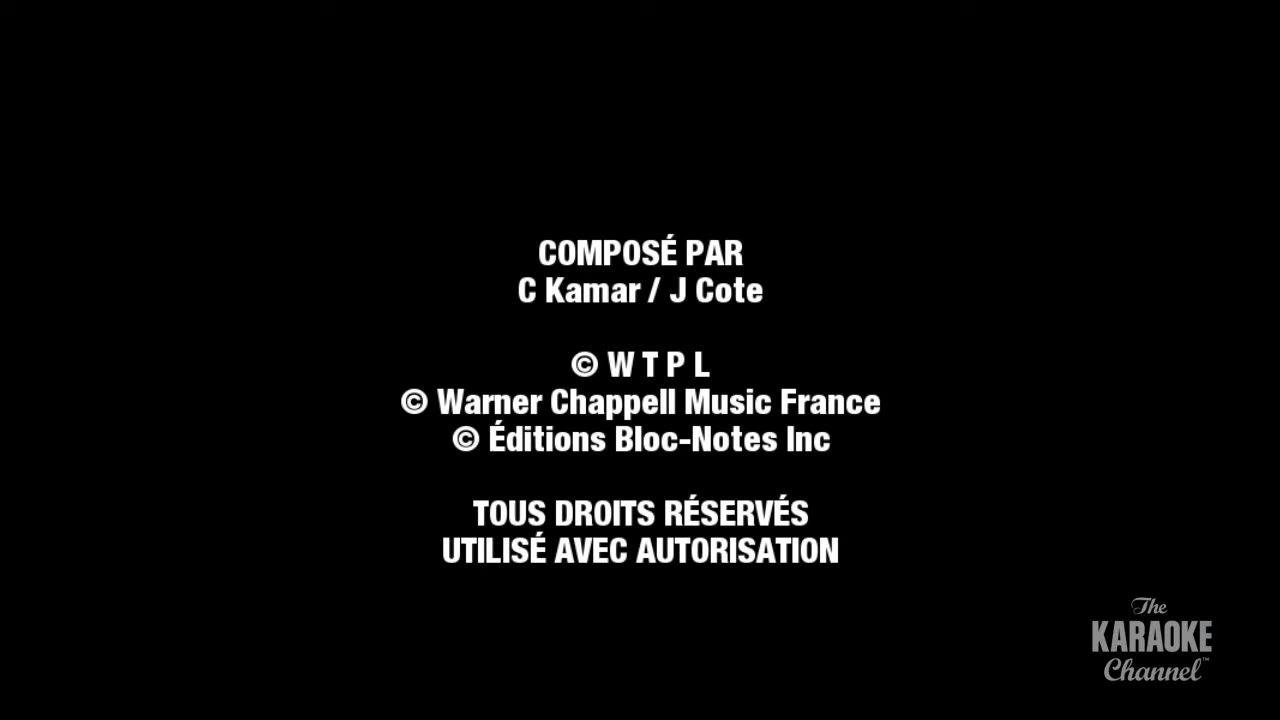 COMPOSÉ PAR
C Kamar / J Cote
© W T P L
© Warner Chappell Music France
© Éditions Bloc-Notes Inc
TOUS DROITS RÉSERVÉS
UTILISÉ AVEC AUTORISATION
The
KARAOKE
Channel™